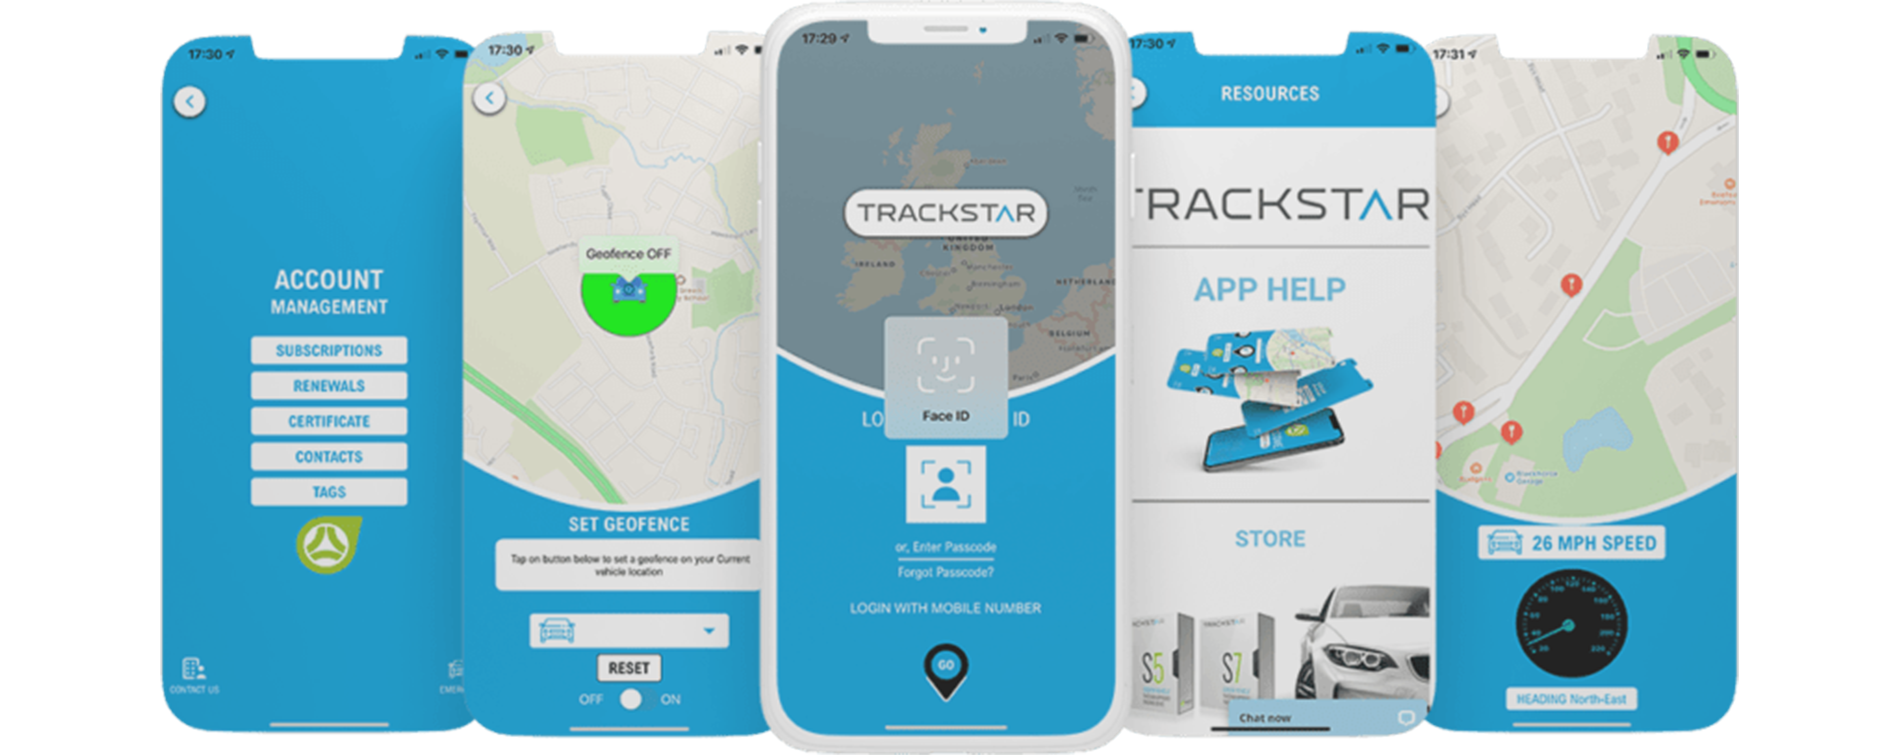 17:30
ACCOUNT
MANAGEMENT
SUBSCRIPTIONS
RENEWALS
CERTIFICATE
CONTACTS
TAGS
CONTACT US
17:30
Geofence OFF
SET GEOFENCE
Tap on button below to set a geofence on your Current
vehicle location
RESET
OFF ON
17:29
TRACKSTAR
UNITED
KINGDOM
IRELAND
Manchester
Birmingham
London
NETHERLAND
BELGIUM
Paris
Face ID
LO ID
or, Enter Passcode
Forgot Passcode?
LOGIN WITH MOBILE NUMBER
GO
17:30
RESOURCES
TRACKSTAR
APP HELP
STORE
S5
S7
Chat now
17:31
26 MPH SPEED
HEADING North-East